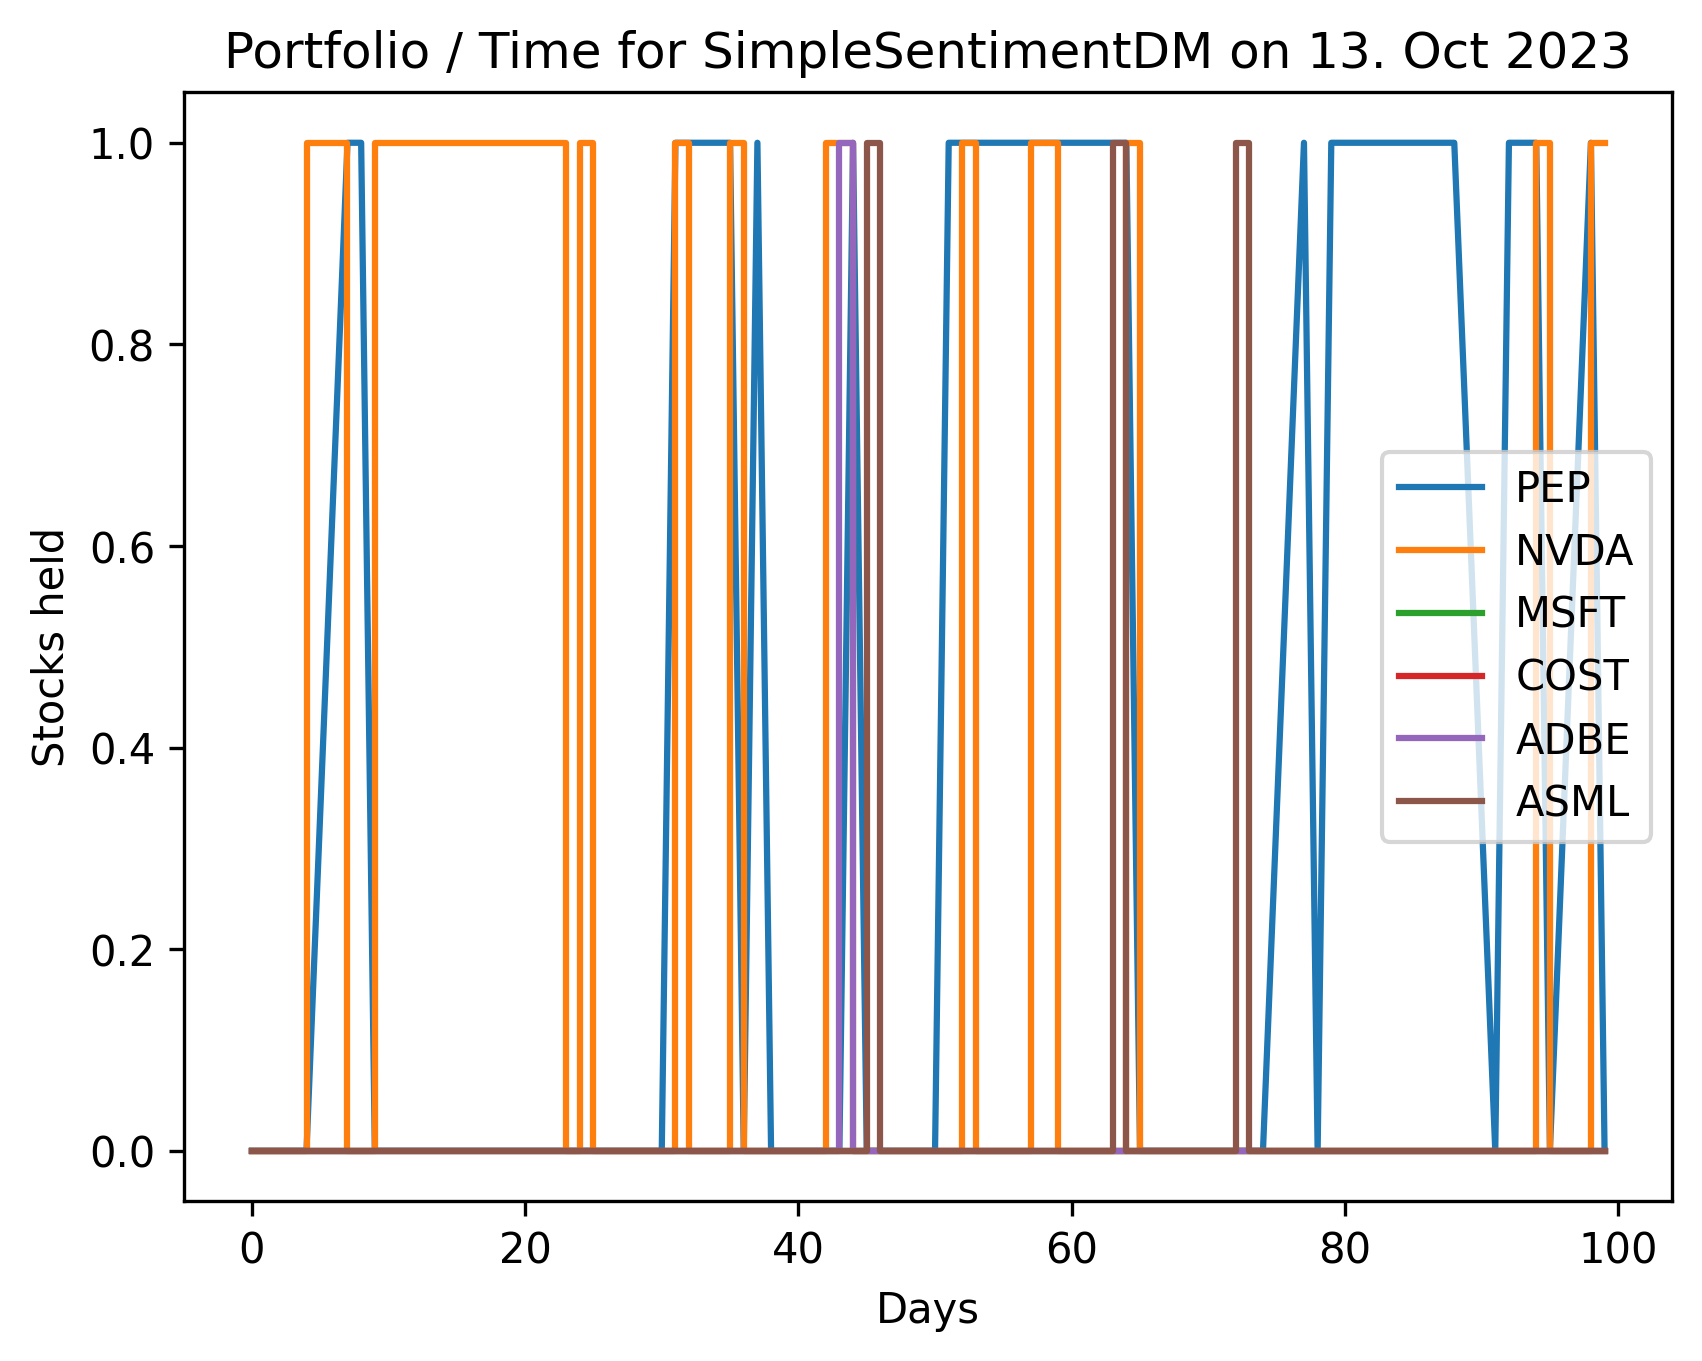 Portfolio / Time for SimpleSentimentDM on 13. Oct 2023
1.0
0.8
0.6
0.4
0.2
0.0
Stocks held
PEP
NVDA
MSFT
COST
ADBE
ASML
0 20 40 60 80 100
Days